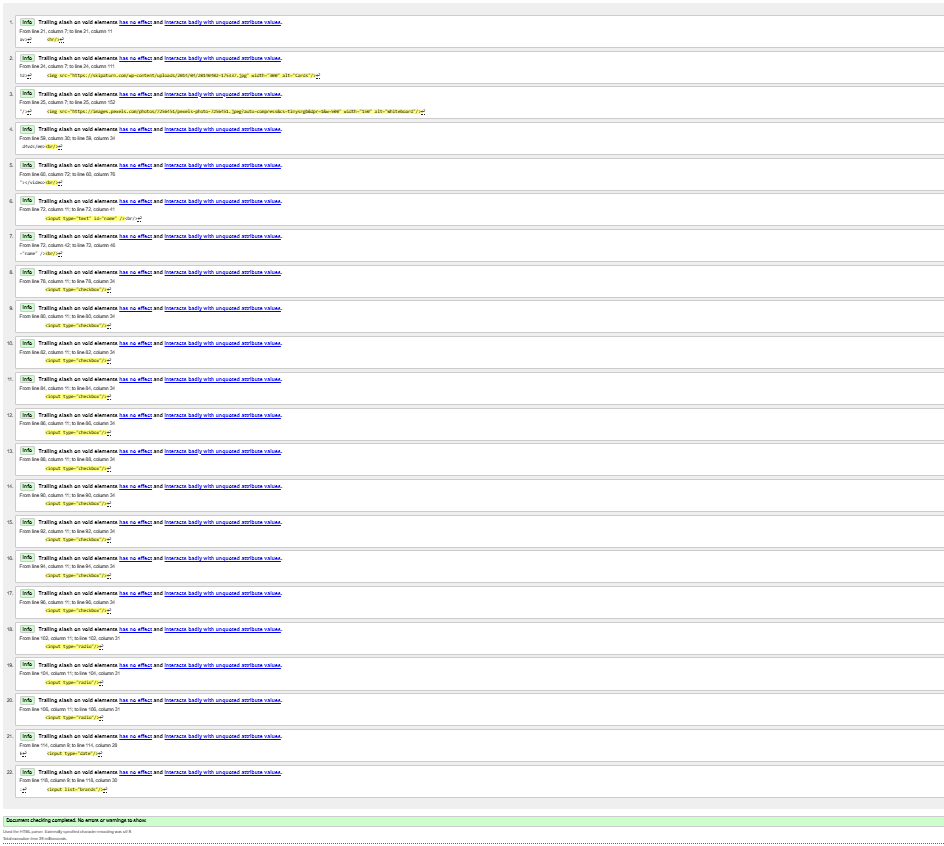 1. Info Trailing slash on void elements has no effect and interacts badly with unquoted attribute values.
From line 21, column 7; to line 21, column 11
<hr/>↩
2. Info Trailing slash on void elements has no effect and interacts badly with unquoted attribute values.
From line 24, column 7; to line 24, column 111
width="300" alt="Cards"/>↩
3. Info Trailing slash on void elements has no effect and interacts badly with unquoted attribute values.
From line 25, column 7; to line 25, column 152
width="150" alt="Whiteboard"/>↩
4. Info Trailing slash on void elements has no effect and interacts badly with unquoted attribute values.
From line 59, column 30; to line 59, column 34
<br/>↩
5. Info Trailing slash on void elements has no effect and interacts badly with unquoted attribute values.
From line 60, column 72; to line 60, column 76
"></video><br/>↩
6. Info Trailing slash on void elements has no effect and interacts badly with unquoted attribute values.
From line 72, column 11; to line 72, column 41
<input type="text" id="name" /><br/>↩
7. Info Trailing slash on void elements has no effect and interacts badly with unquoted attribute values.
From line 72, column 42; to line 72, column 46
="name" /><br/>↩
8. Info Trailing slash on void elements has no effect and interacts badly with unquoted attribute values.
From line 78, column 11; to line 78, column 34
<input type="checkbox"/>↩
9. Info Trailing slash on void elements has no effect and interacts badly with unquoted attribute values.
From line 80, column 11; to line 80, column 34
<input type="checkbox"/>↩
10. Info Trailing slash on void elements has no effect and interacts badly with unquoted attribute values.
From line 82, column 11; to line 82, column 34
<input type="checkbox"/>↩
11. Info Trailing slash on void elements has no effect and interacts badly with unquoted attribute values.
From line 84, column 11; to line 84, column 34
<input type="checkbox"/>↩
12. Info Trailing slash on void elements has no effect and interacts badly with unquoted attribute values.
From line 86, column 11; to line 86, column 34
<input type="checkbox"/>↩
13. Info Trailing slash on void elements has no effect and interacts badly with unquoted attribute values.
From line 88, column 11; to line 88, column 34
<input type="checkbox"/>↩
14. Info Trailing slash on void elements has no effect and interacts badly with unquoted attribute values.
From line 90, column 11; to line 90, column 34
<input type="checkbox"/>↩
15. Info Trailing slash on void elements has no effect and interacts badly with unquoted attribute values.
From line 92, column 11; to line 92, column 34
<input type="checkbox"/>↩
16. Info Trailing slash on void elements has no effect and interacts badly with unquoted attribute values.
From line 94, column 11; to line 94, column 34
<input type="checkbox"/>↩
17. Info Trailing slash on void elements has no effect and interacts badly with unquoted attribute values.
From line 96, column 11; to line 96, column 34
<input type="checkbox"/>↩
18. Info Trailing slash on void elements has no effect and interacts badly with unquoted attribute values.
From line 102, column 11; to line 102, column 31
<input type="radio"/>↩
19. Info Trailing slash on void elements has no effect and interacts badly with unquoted attribute values.
From line 104, column 11; to line 104, column 31
<input type="radio"/>↩
20. Info Trailing slash on void elements has no effect and interacts badly with unquoted attribute values.
From line 106, column 11; to line 106, column 31
<input type="radio"/>↩
21. Info Trailing slash on void elements has no effect and interacts badly with unquoted attribute values.
From line 114, column 9; to line 114, column 28
<input type="date"/>↩
22. Info Trailing slash on void elements has no effect and interacts badly with unquoted attribute values.
From line 118, column 9; to line 118, column 30
<input list="brands"/>↩
Document checking completed. No errors or warnings to show.
Used the HTML parser. Externally specified character encoding was utf-8.
Total execution time milliseconds.